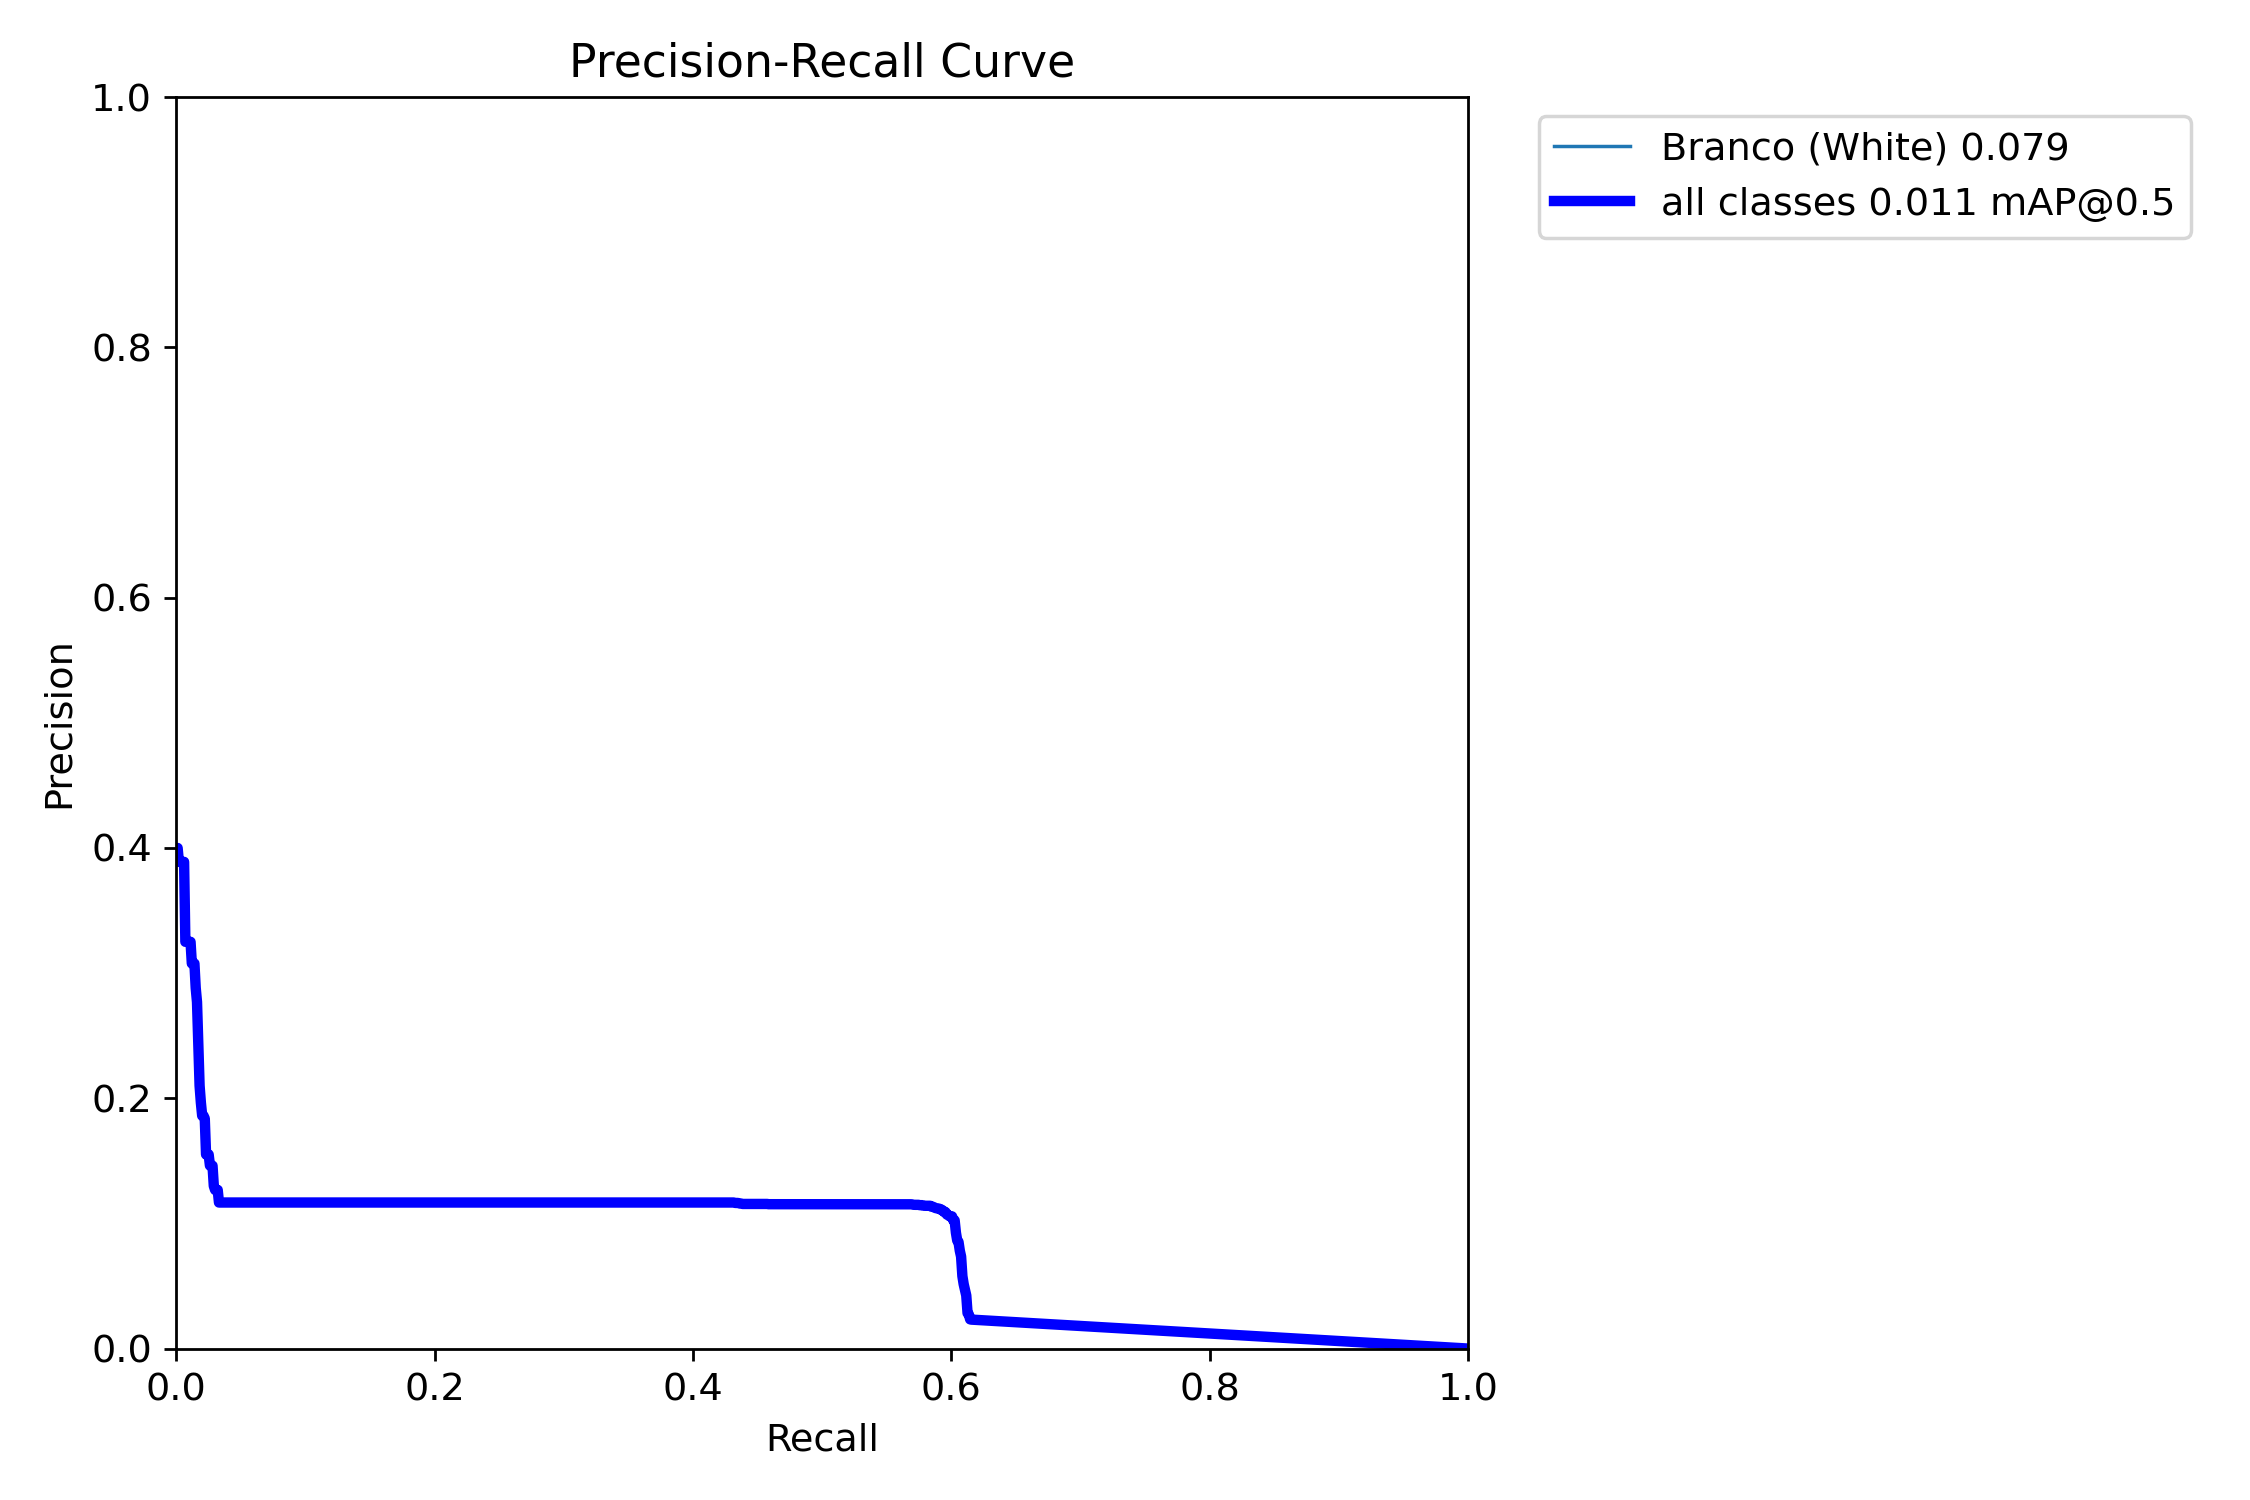 Precision-Recall Curve
1.0
0.8
0.6
0.4
0.2
0.0
Precision
0.0 0.2 0.4 0.6 0.8 1.0
Recall
Branco (White) 0.079
all classes 0.011 mAP@0.5